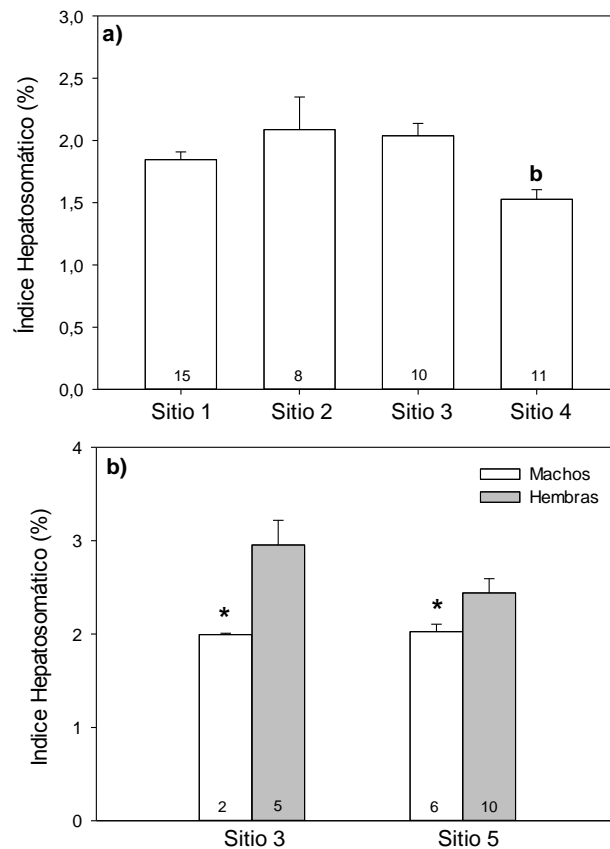 a)
Índice Hepatosomático (%)
3,0
2,5
2,0
1,5
1,0
0,5
0,0
b
15
8
10
11
Sitio 1
Sitio 2
Sitio 3
Sitio 4
b)
Indice Hepatosomático (%)
4
3
2
1
0
Machos
Hembras
*
*
2
5
6
10
Sitio 3
Sitio 5